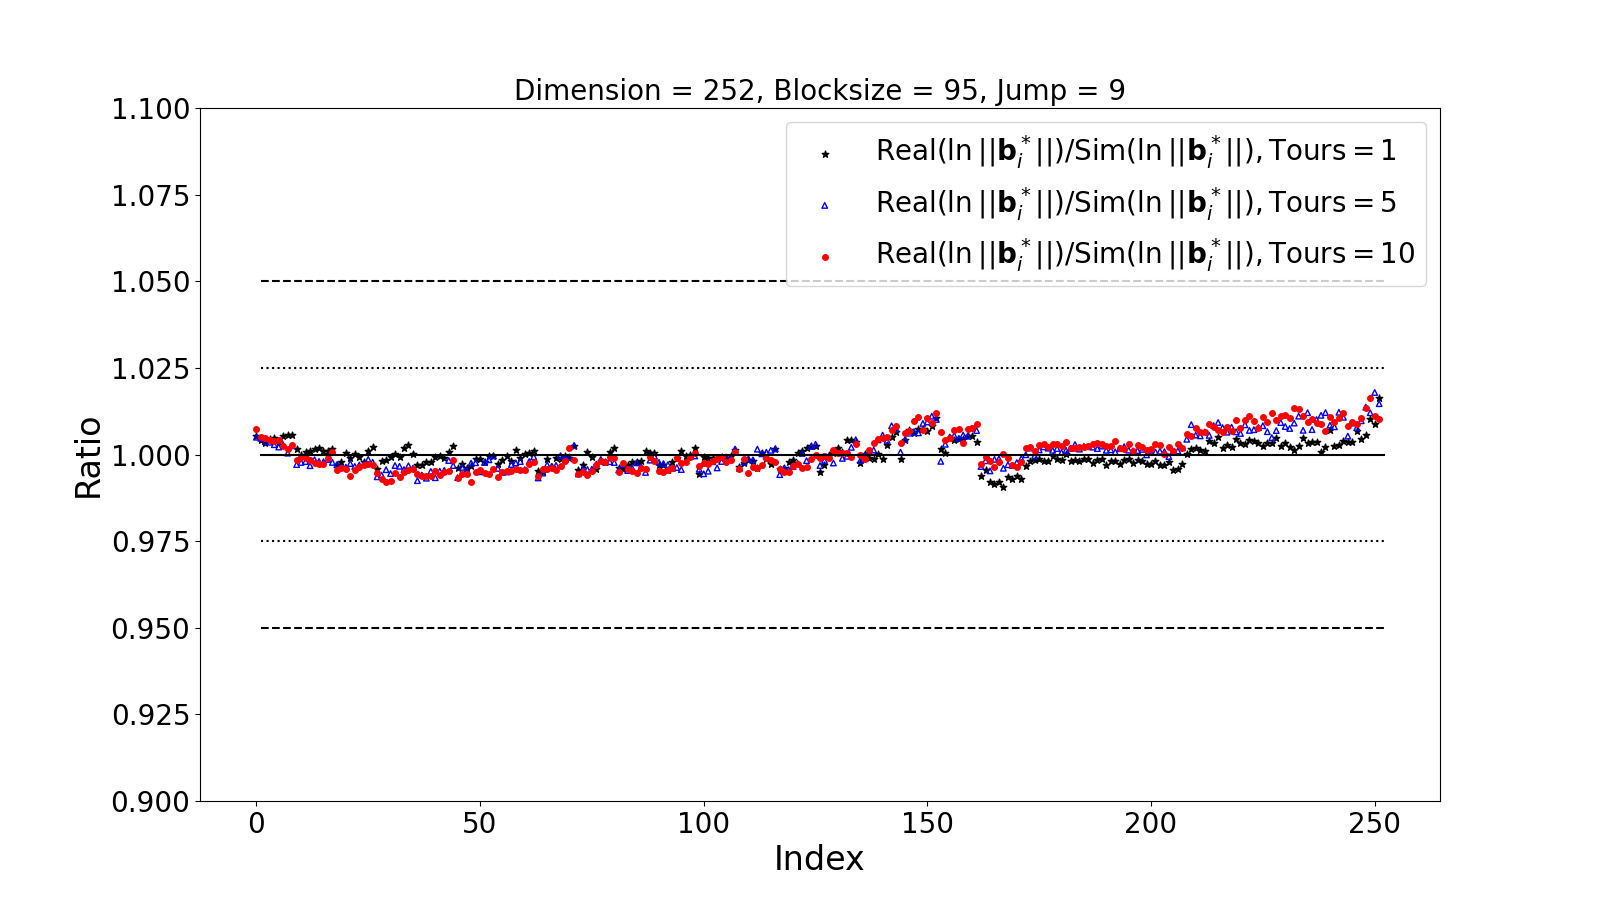 Dimension = 252, Blocksize = 95, Jump = 9
Real(ln ||b_i^*||)/Sim(ln ||b_i^*||), Tours = 1
Real(ln ||b_i^*||)/Sim(ln ||b_i^*||), Tours = 5
Real(ln ||b_i^*||)/Sim(ln ||b_i^*||), Tours = 10
Ratio
1.100
1.075
1.050
1.025
1.000
0.975
0.950
0.925
0.900
0 50 100 150 200 250
Index